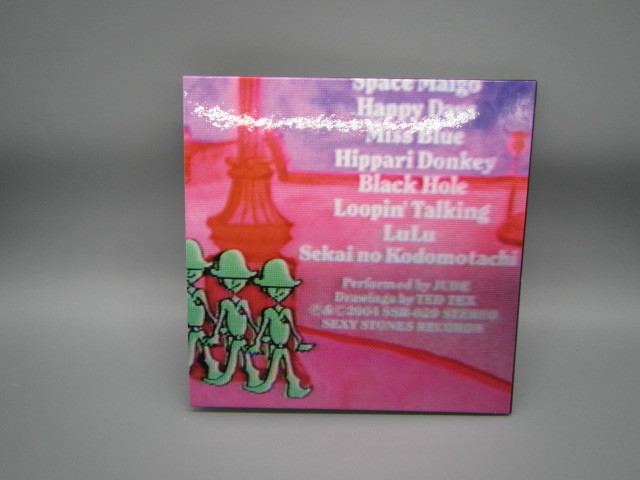 Space Maigo
Happy Days
Miss Blue
Hippari Donkey
Black Hole
Loopin' Talking
LuLu
Sekai no Kodomotachi
Performed by JUDE
Drawings by TED TEX
℗&©2004 SSR-029 STEREO
SEXY STONES RECORDS